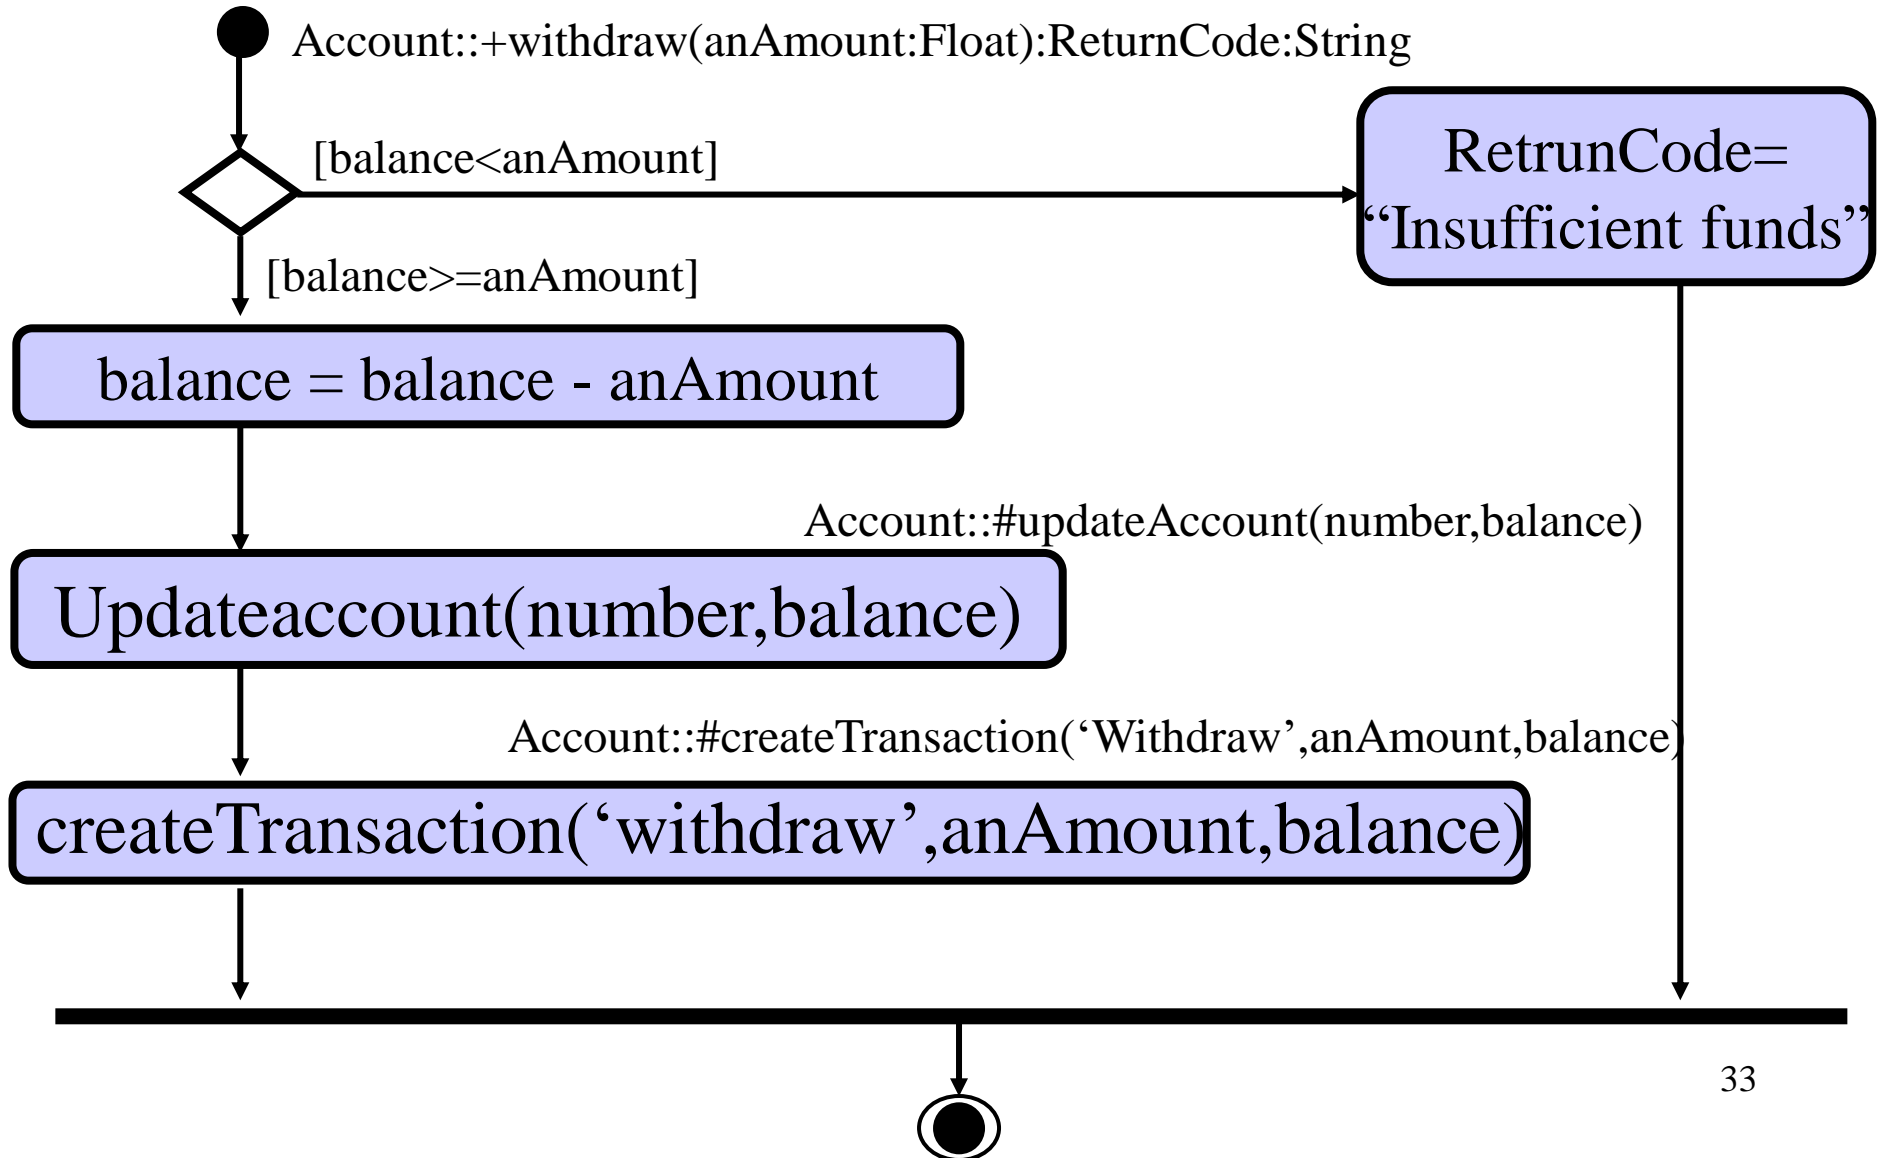 Account::+withdraw(anAmount:Float):ReturnCode:String
[balance<anAmount]
RetrunCode=
“Insufficient funds”
[balance>=anAmount]
balance = balance - anAmount
Account::#updateAccount(number,balance)
Updateaccount(number,balance)
Account::#createTransaction(‘Withdraw’,anAmount,balance)
createTransaction(‘withdraw’,anAmount,balance)
33